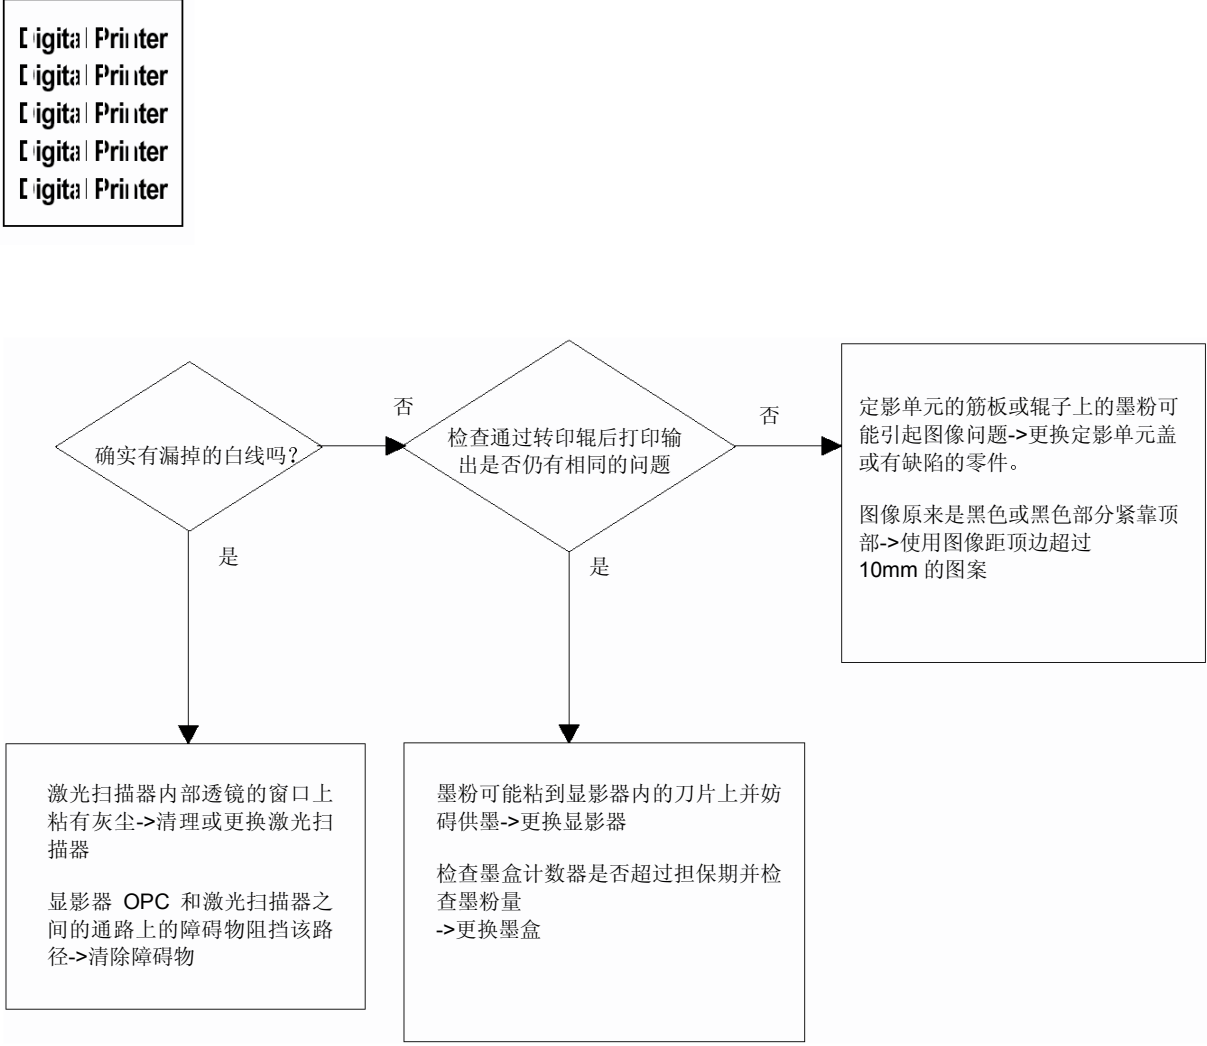 Digital Printer
Digital Printer
Digital Printer
Digital Printer
Digital Printer
确实有漏掉的白线吗？
否
检查通过转印辊后打印输
出是否仍有相同的问题
否
定影单元的筋板或辊子上的墨粉可
能引起图像问题->更换定影单元盖
或有缺陷的零件。
图像原来是黑色或黑色部分紧靠顶
部->使用图像距顶边超过
10mm 的图案
是
是
激光扫描器内部透镜的窗口上
粘有灰尘->清理或更换激光扫
描器
显影器 OPC 和激光扫描器之
间的通路上的障碍物阻挡该路
径->清除障碍物
墨粉可能粘到显影器内的刀片上并妨
碍供墨->更换显影器
检查墨盒计数器是否超过担保期并检
查墨粉量
->更换墨盒